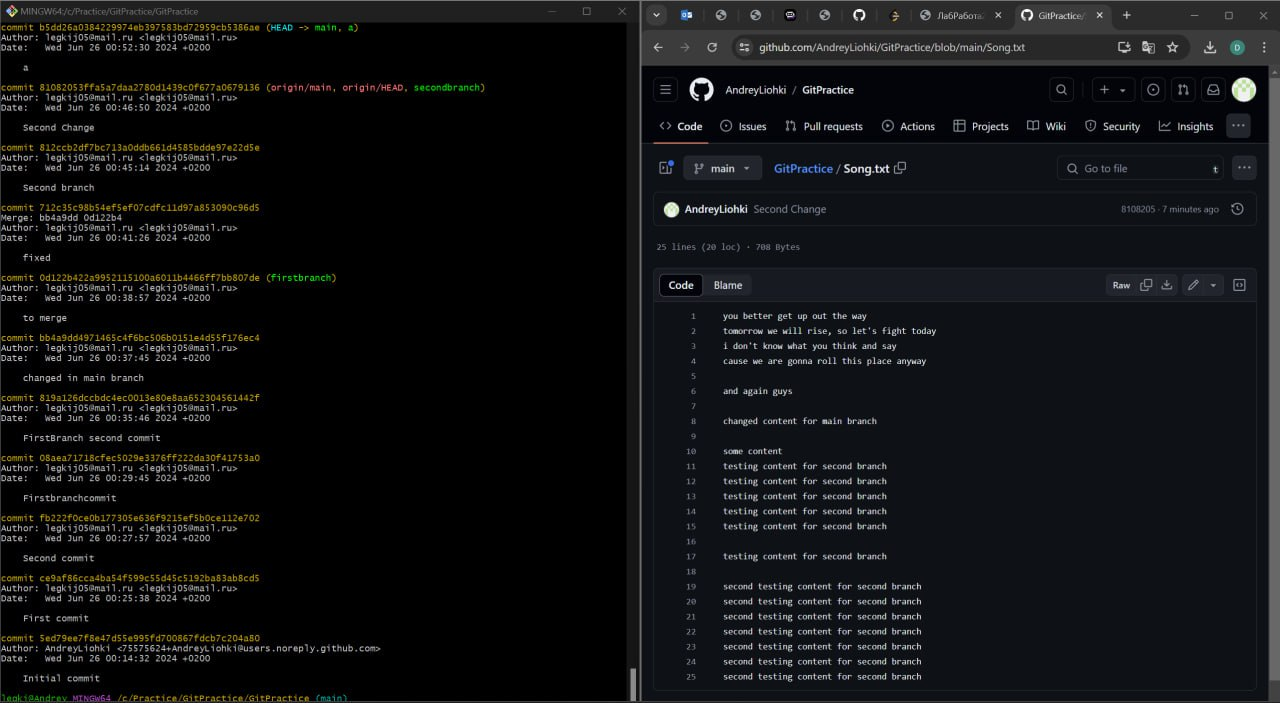 MINGW64:/c/Practice/GitPractice/GitPractice
commit b5dd26a0384229974eb397583bd72959cb5386ae (HEAD -> main, a)
Author: legkij05@mail.ru <legkij05@mail.ru>
Date:   Wed Jun 26 00:52:30 2024 +0200
a
commit 81082053ffa5a7daa2780d1439c0f677a0679136 (origin/main, origin/HEAD, secondbranch)
Author: legkij05@mail.ru <legkij05@mail.ru>
Date:   Wed Jun 26 00:46:50 2024 +0200
Second Change
commit 812ccb2df7bc713a0ddb661d4585bdde97e22d5e
Author: legkij05@mail.ru <legkij05@mail.ru>
Date:   Wed Jun 26 00:45:14 2024 +0200
Second branch
commit 712c35c98b54ef5ef07cdfc11d97a853090c96d5
Merge: bb4a9dd 0d122b4
Author: legkij05@mail.ru <legkij05@mail.ru>
Date:   Wed Jun 26 00:41:26 2024 +0200
fixed
commit 0d122b422a9952115100a6011b4466ff7bb807de (firstbranch)
Author: legkij05@mail.ru <legkij05@mail.ru>
Date:   Wed Jun 26 00:38:57 2024 +0200
to merge
commit bb4a9dd4971465c4f6bc506b0151e4d55f176ec4
Author: legkij05@mail.ru <legkij05@mail.ru>
Date:   Wed Jun 26 00:37:45 2024 +0200
changed in main branch
commit 819a126dccbdc4ec0013e80e8aa652304561442f
Author: legkij05@mail.ru <legkij05@mail.ru>
Date:   Wed Jun 26 00:35:46 2024 +0200
FirstBranch second commit
commit 08aea71718cfec5029e3376ff222da30f41753a0
Author: legkij05@mail.ru <legkij05@mail.ru>
Date:   Wed Jun 26 00:29:45 2024 +0200
Firstbranchcommit
commit fb222f0ce0b177305e636f9215ef5b0ce112e702
Author: legkij05@mail.ru <legkij05@mail.ru>
Date:   Wed Jun 26 00:27:57 2024 +0200
Second commit
commit ce9af86cca4ba54f599c55d45c5192ba83ab8cd5
Author: legkij05@mail.ru <legkij05@mail.ru>
Date:   Wed Jun 26 00:25:38 2024 +0200
First commit
commit 5ed79ee7f8e47d55e995fd700867fdcb7c204a80
Author: AndreyLiohki <75575624+AndreyLiohki@users.noreply.github.com>
Date:   Wed Jun 26 00:14:32 2024 +0200
Initial commit
legki@Andrey MINGW64 /c/Practice/GitPractice/GitPractice (main)
Ла6Работа GitPractice/
github.com/AndreyLiohki/GitPractice/blob/main/Song.txt D
AndreyLiohki / GitPractice
Code Issues Pull requests Actions Projects Wiki Security Insights
main GitPractice / Song.txt Go to file t
AndreyLiohki Second Change 8108205 · 7 minutes ago
25 lines (20 loc) · 708 Bytes
Code Blame Raw
1 you better get up out the way
2 tomorrow we will rise, so let's fight today
3 i don't know what you think and say
4 cause we are gonna roll this place anyway
5
6 and again guys
7
8 changed content for main branch
9
10 some content
11 testing content for second branch
12 testing content for second branch
13 testing content for second branch
14 testing content for second branch
15 testing content for second branch
16
17 testing content for second branch
18
19 second testing content for second branch
20 second testing content for second branch
21 second testing content for second branch
22 second testing content for second branch
23 second testing content for second branch
24 second testing content for second branch
25 second testing content for second branch